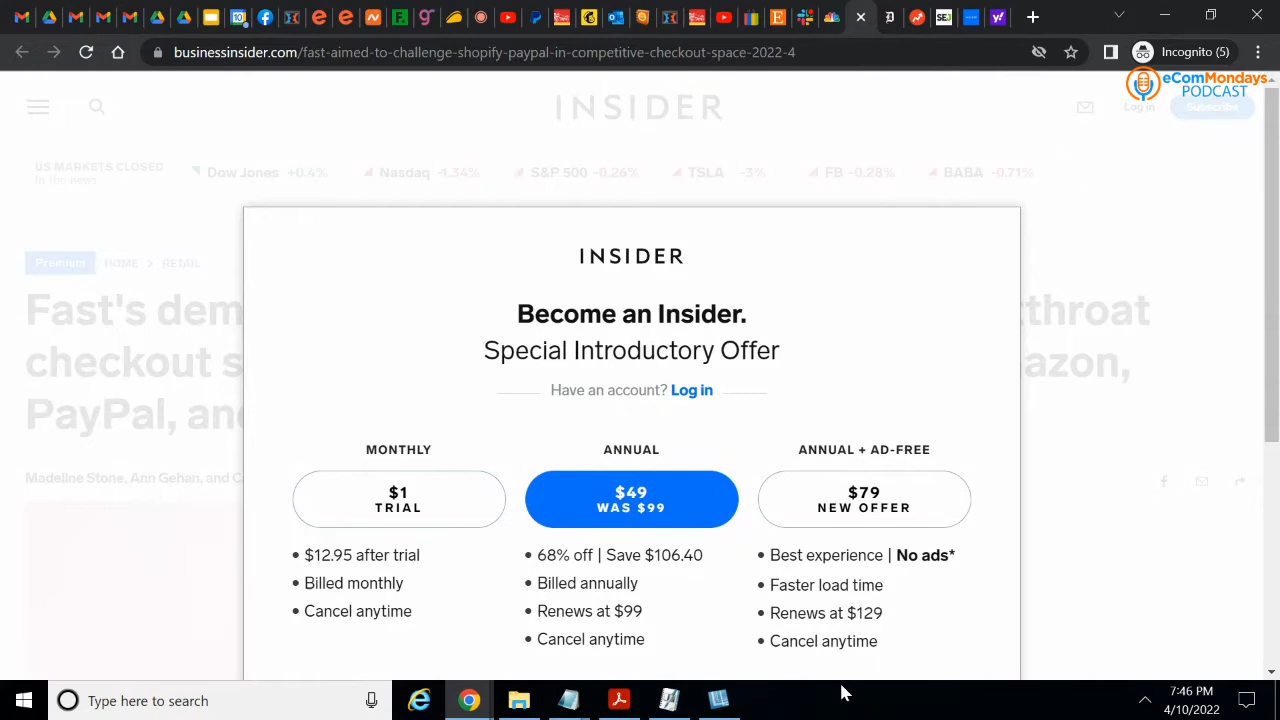 businessinsider.com/fast-aimed-to-challenge-shopify-paypal-in-competitive-checkout-space-2022-4
Incognito (5)
eComMondays
PODCAST
INSIDER
Log in
Subscribe
US MARKETS CLOSED
In the news
Dow Jones +0.4%
Nasdaq -1.34%
S&P 500 -0.26%
TSLA -3%
FB -0.28%
BABA -0.71%
Premium HOME > RETAIL
Fast's dem
throat
checkout s
azon,
PayPal, an
Madeline Stone, Ann Gehan, and C
INSIDER
Become an Insider.
Special Introductory Offer
Have an account? Log in
MONTHLY
$1
TRIAL
• $12.95 after trial
• Billed monthly
• Cancel anytime
ANNUAL
$49
WAS $99
• 68% off | Save $106.40
• Billed annually
• Renews at $99
• Cancel anytime
ANNUAL + AD-FREE
$79
NEW OFFER
• Best experience | No ads*
• Faster load time
• Renews at $129
• Cancel anytime
Type here to search
7:46 PM
4/10/2022